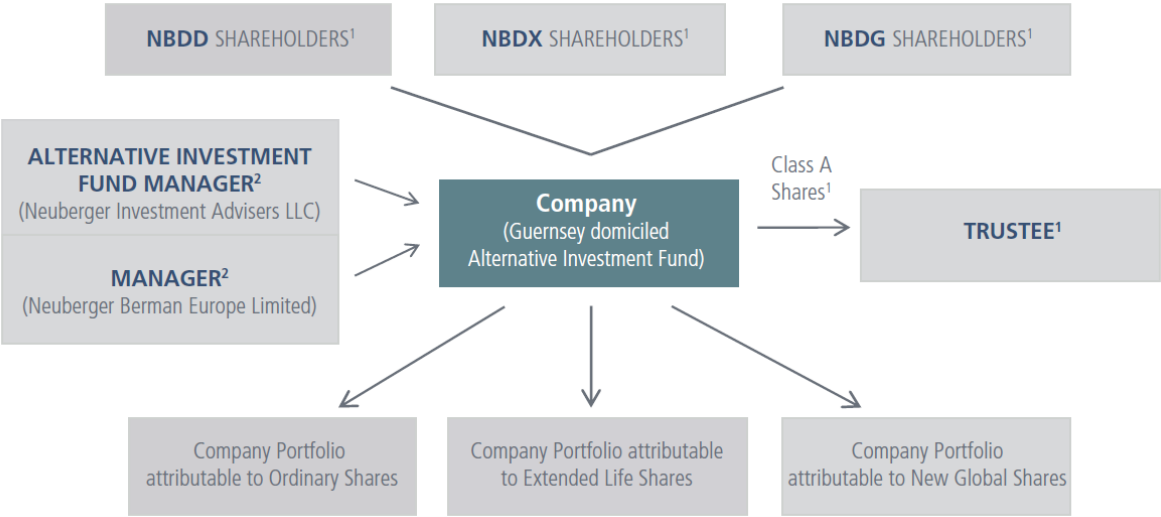 NBDD SHAREHOLDERS¹
NBDX SHAREHOLDERS¹
NBDG SHAREHOLDERS¹
ALTERNATIVE INVESTMENT
FUND MANAGER²
(Neuberger Investment Advisers LLC)
MANAGER²
(Neuberger Berman Europe Limited)
Company
(Guernsey domiciled
Alternative Investment Fund)
Class A
Shares¹
TRUSTEE¹
Company Portfolio
attributable to Ordinary Shares
Company Portfolio attributable
to Extended Life Shares
Company Portfolio
attributable to New Global Shares